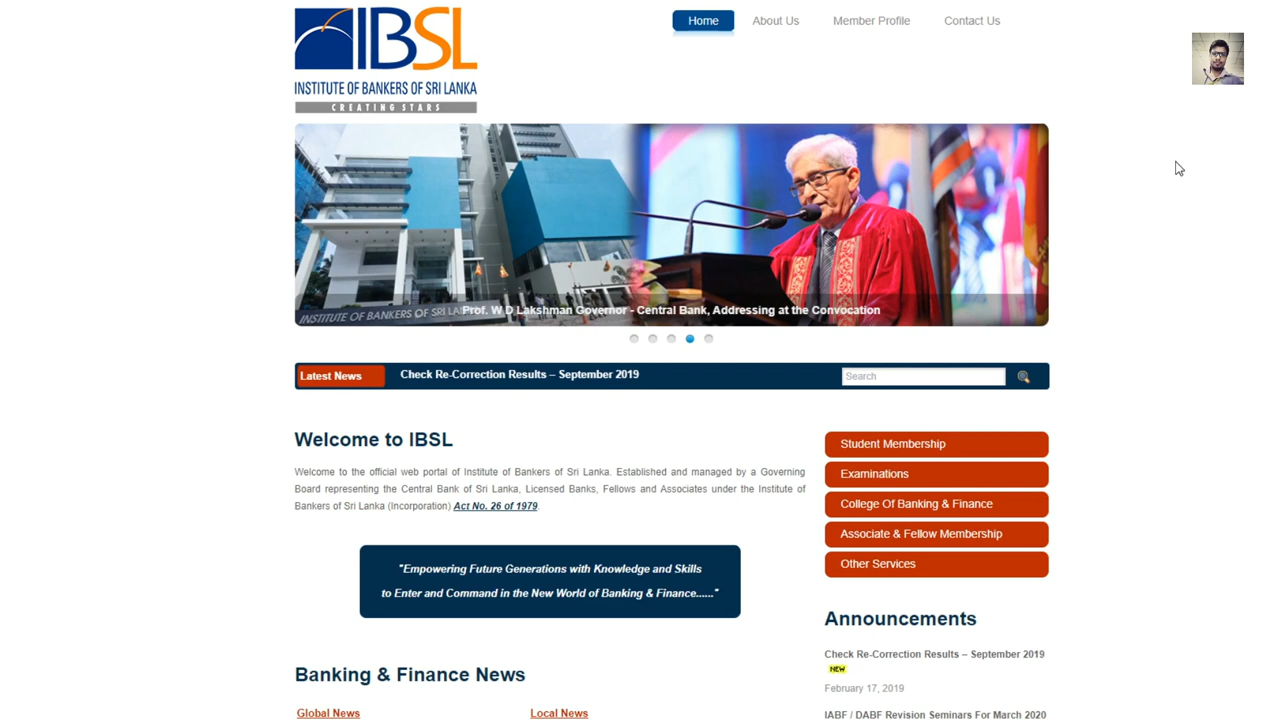 IBSL
INSTITUTE OF BANKERS OF SRI LANKA
CREATING STARS
Home
About Us
Member Profile
Contact Us
INSTITUTE OF BANKERS OF SRI LA
Prof. W D Lakshman Governor - Central Bank, Addressing at the Convocation
Latest News
Check Re-Correction Results – September 2019
Search
Welcome to IBSL
Welcome to the official web portal of Institute of Bankers of Sri Lanka. Established and managed by a Governing
Board representing the Central Bank of Sri Lanka, Licensed Banks, Fellows and Associates under the Institute of
Bankers of Sri Lanka (Incorporation) Act No. 26 of 1979.
"Empowering Future Generations with Knowledge and Skills
to Enter and Command in the New World of Banking & Finance......"
Banking & Finance News
Global News
Local News
Student Membership
Examinations
College Of Banking & Finance
Associate & Fellow Membership
Other Services
Announcements
Check Re-Correction Results – September 2019
NEW
February 17, 2019
IABF / DABF Revision Seminars For March 2020